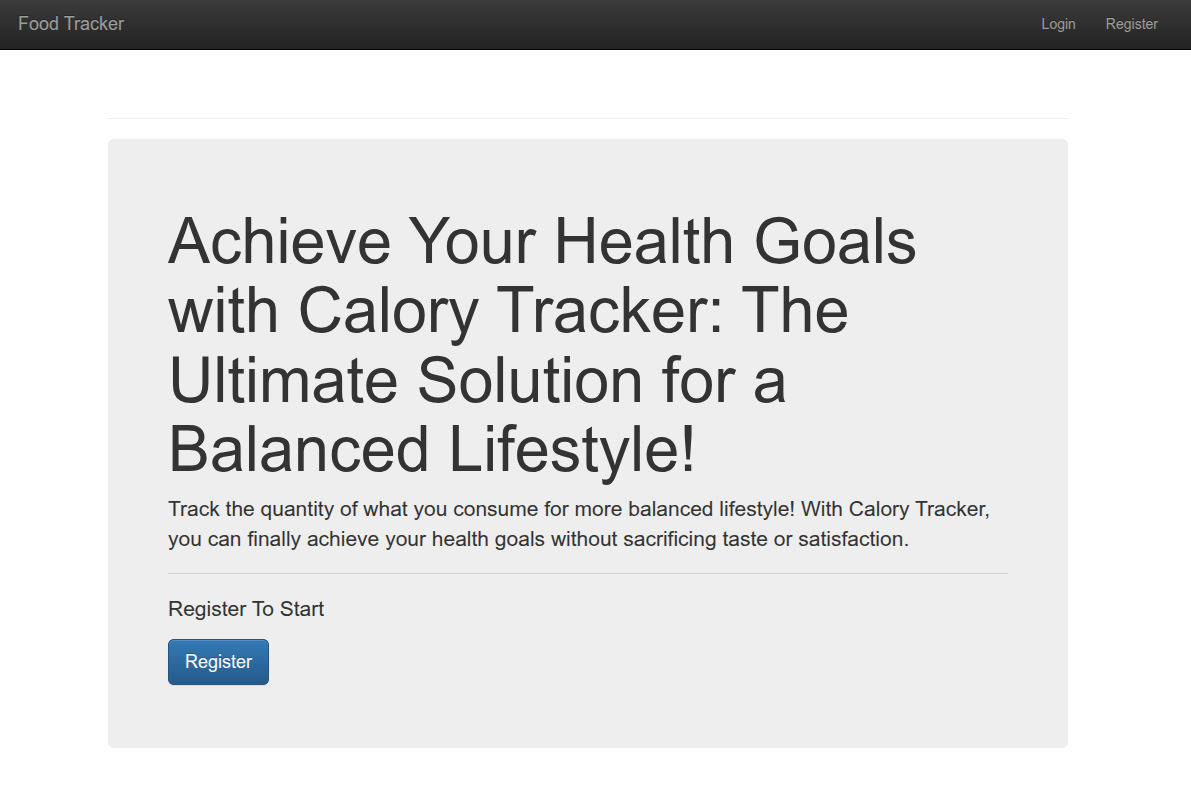 Food Tracker Login Register
Achieve Your Health Goals
with Calory Tracker: The
Ultimate Solution for a
Balanced Lifestyle!
Track the quantity of what you consume for more balanced lifestyle! With Calory Tracker,
you can finally achieve your health goals without sacrificing taste or satisfaction.
Register To Start
Register